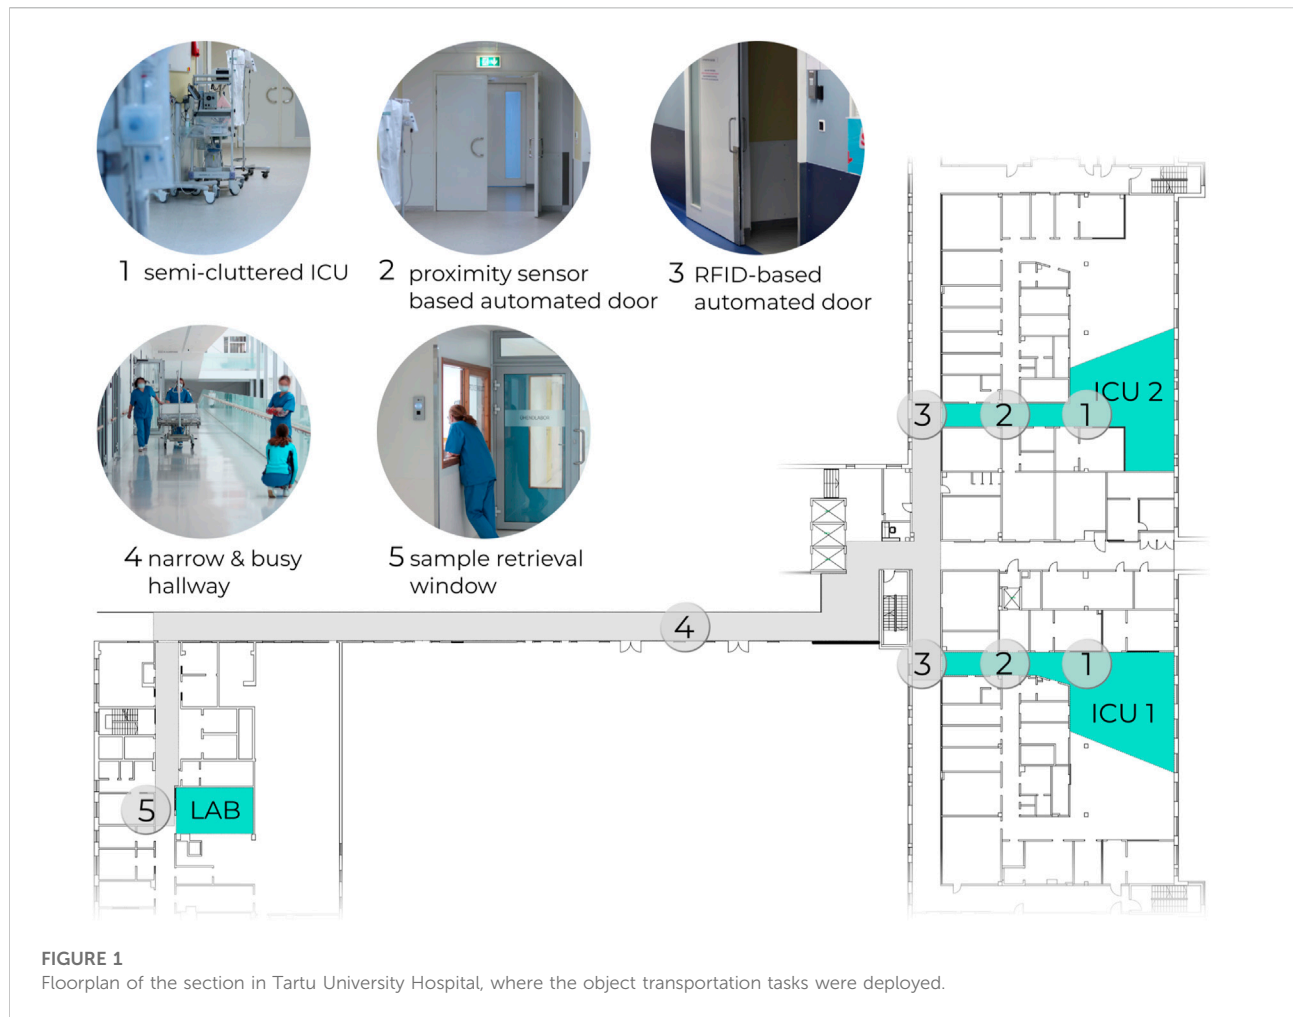 1 semi-cluttered ICU
2 proximity sensor
based automated door
3 RFID-based
automated door
4 narrow & busy
hallway
5 sample retrieval
window
ICU 2
3
2
1
4
3
2
1
ICU 1
5
LAB
FIGURE 1
Floorplan of the section in Tartu University Hospital, where the object transportation tasks were deployed.